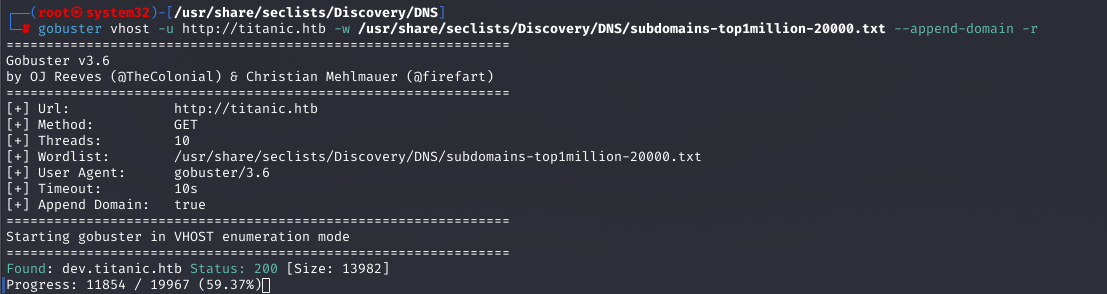 ┌──(root㉿system32)-[/usr/share/seclists/Discovery/DNS]
└─# gobuster vhost -u http://titanic.htb -w /usr/share/seclists/Discovery/DNS/subdomains-top1million-20000.txt --append-domain -r
===============================================================
Gobuster v3.6
by OJ Reeves (@TheColonial) & Christian Mehlmauer (@firefart)
===============================================================
[+] Url:             http://titanic.htb
[+] Method:          GET
[+] Threads:         10
[+] Wordlist:        /usr/share/seclists/Discovery/DNS/subdomains-top1million-20000.txt
[+] User Agent:      gobuster/3.6
[+] Timeout:         10s
[+] Append Domain:   true
===============================================================
Starting gobuster in VHOST enumeration mode
===============================================================
Found: dev.titanic.htb Status: 200 [Size: 13982]
Progress: 11854 / 19967 (59.37%)